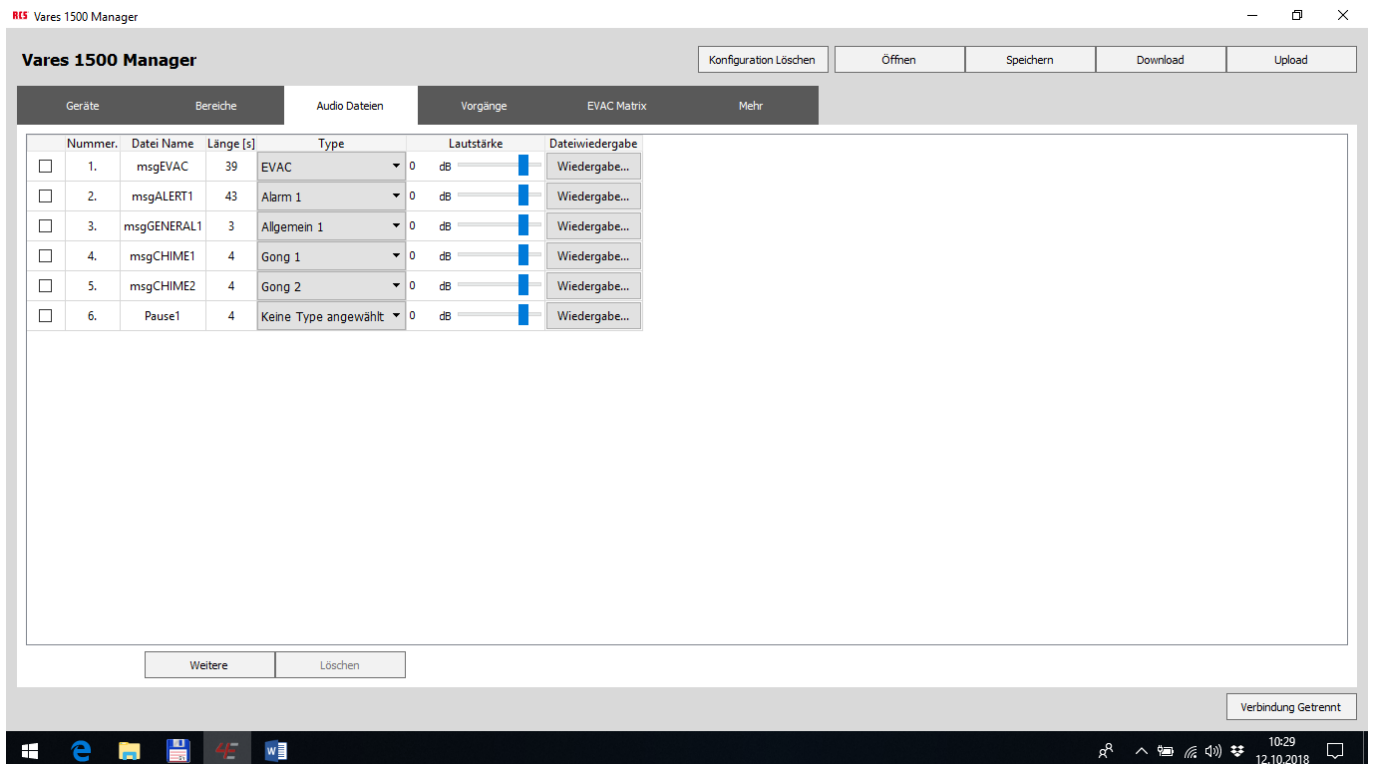 RCS Vares 1500 Manager
Vares 1500 Manager
Konfiguration Löschen Öffnen Speichern Download Upload
Geräte Bereiche Audio Dateien Vorgänge EVAC Matrix Mehr
Nummer. Datei Name Länge [s] Type Lautstärke Dateiwiedergabe
1. msgEVAC 39 EVAC 0 dB Wiedergabe...
2. msgALERT1 43 Alarm 1 0 dB Wiedergabe...
3. msgGENERAL1 3 Allgemein 1 0 dB Wiedergabe...
4. msgCHIME1 4 Gong 1 0 dB Wiedergabe...
5. msgCHIME2 4 Gong 2 0 dB Wiedergabe...
6. Pause1 4 Keine Type angewählt 0 dB Wiedergabe...
Weitere Löschen
Verbindung Getrennt
10:29
12.10.2018